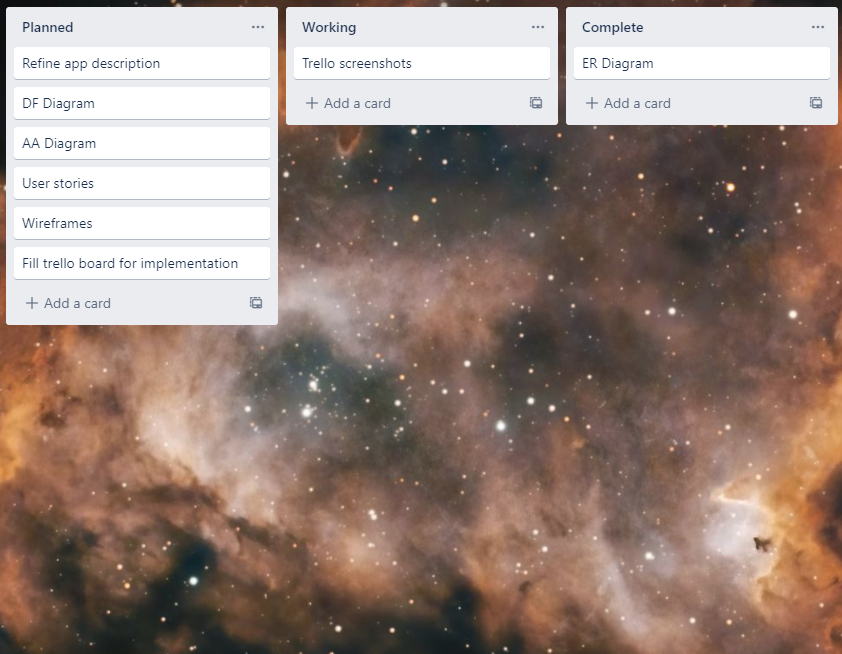 Planned
Refine app description
DF Diagram
AA Diagram
User stories
Wireframes
Fill trello board for implementation
Add a card
Working
Trello screenshots
Add a card
Complete
ER Diagram
Add a card